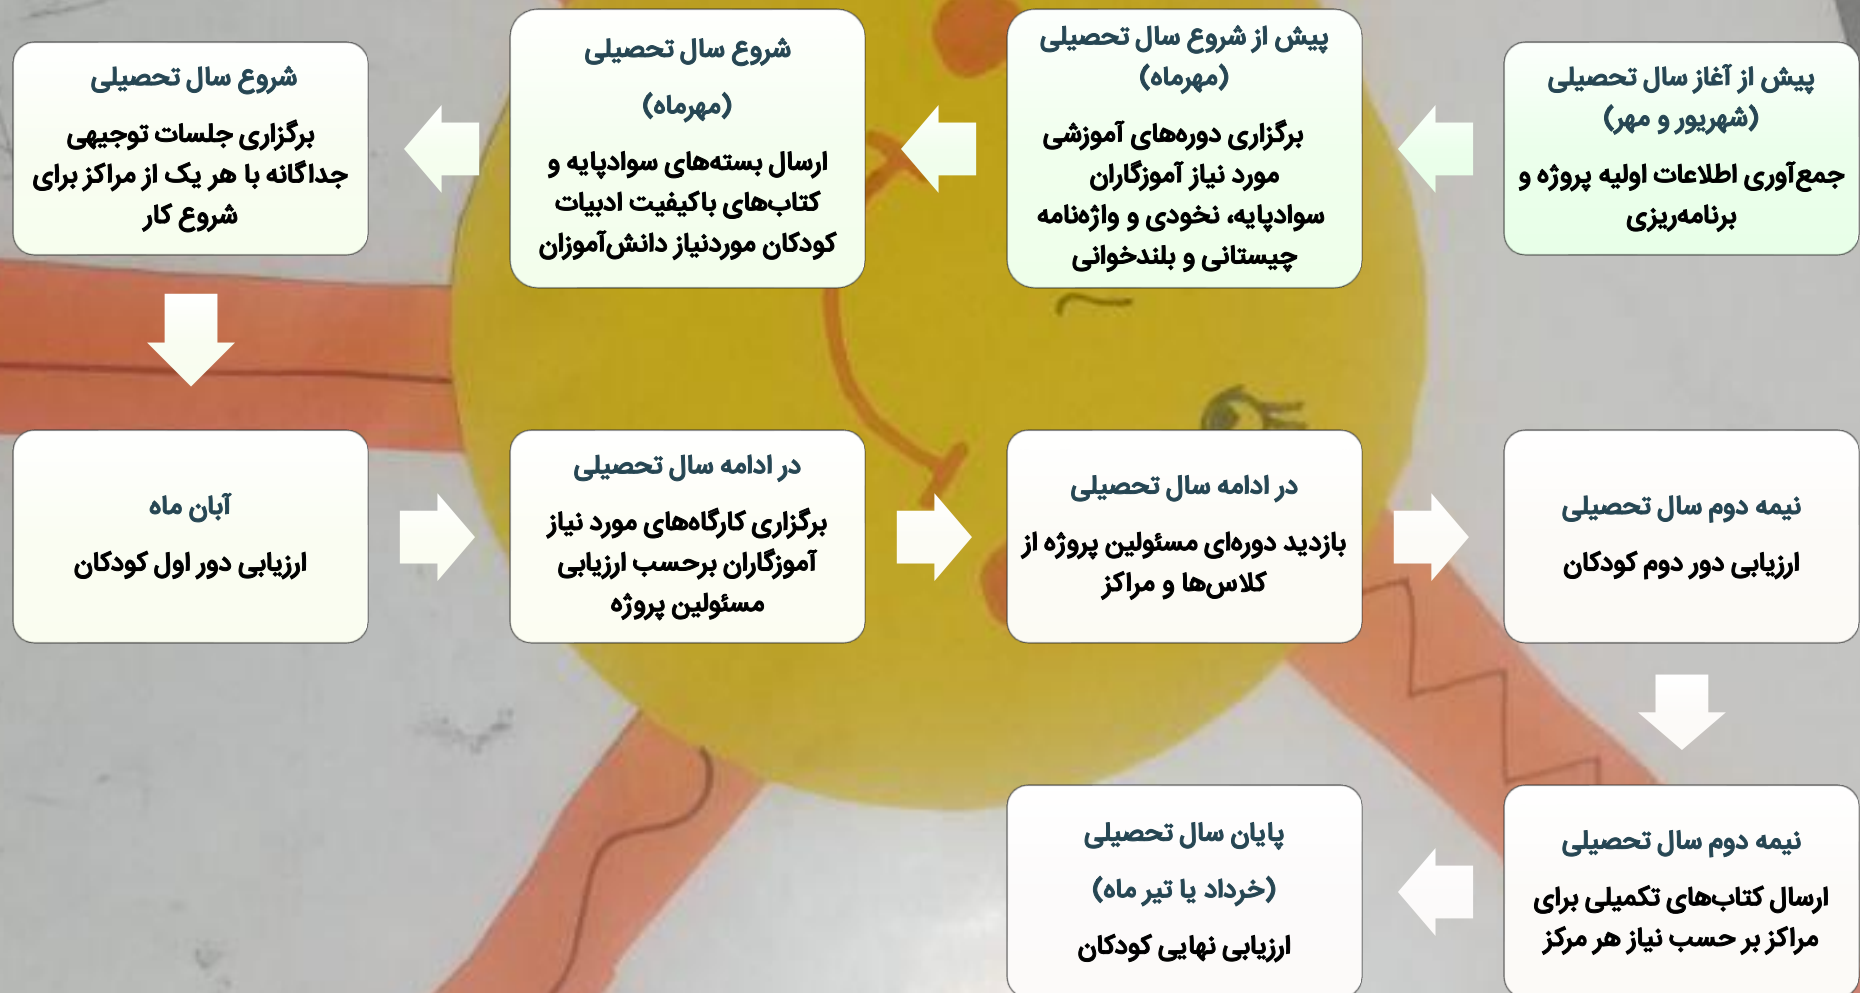 پیش از آغاز سال تحصیلی
(شهریور و مهر)
جمع‌آوری اطلاعات اولیه پروژه و
برنامه‌ریزی
پیش از شروع سال تحصیلی
(مهرماه)
برگزاری دوره‌های آموزشی
مورد نیاز آموزگاران
سوادپایه، نخودی و واژه‌نامه
چیستانی و بلندخوانی
شروع سال تحصیلی
(مهرماه)
ارسال بسته‌های سوادپایه و
کتاب‌های باکیفیت ادبیات
کودکان موردنیاز دانش‌آموزان
شروع سال تحصیلی
برگزاری جلسات توجیهی
جداگانه با هر یک از مراکز برای
شروع کار
آبان ماه
ارزیابی دور اول کودکان
در ادامه سال تحصیلی
برگزاری کارگاه‌های مورد نیاز
آموزگاران برحسب ارزیابی
مسئولین پروژه
در ادامه سال تحصیلی
بازدید دوره‌ای مسئولین پروژه از
کلاس‌ها و مراکز
نیمه دوم سال تحصیلی
ارزیابی دور دوم کودکان
نیمه دوم سال تحصیلی
ارسال کتاب‌های تکمیلی برای
مراکز بر حسب نیاز هر مرکز
پایان سال تحصیلی
(خرداد یا تیر ماه)
ارزیابی نهایی کودکان